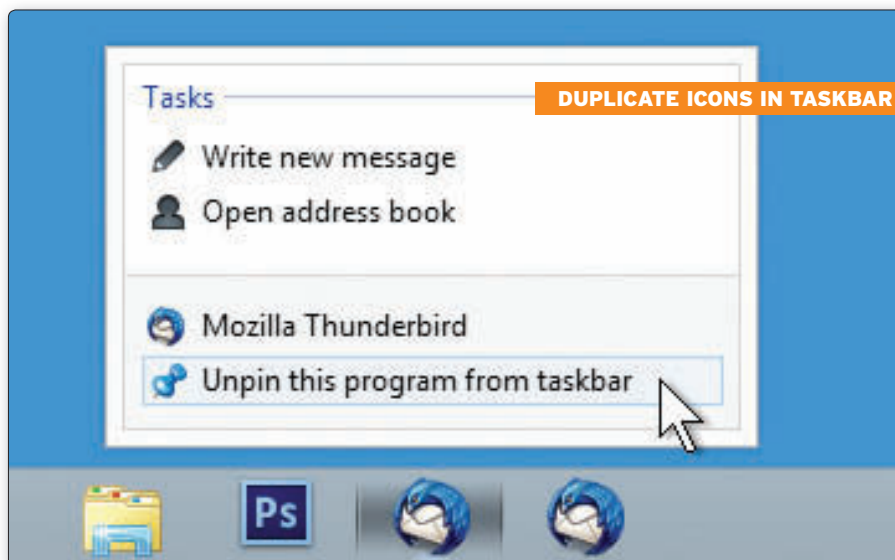 Tasks
DUPLICATE ICONS IN TASKBAR
Write new message
Open address book
Mozilla Thunderbird
Unpin this program from taskbar
Ps